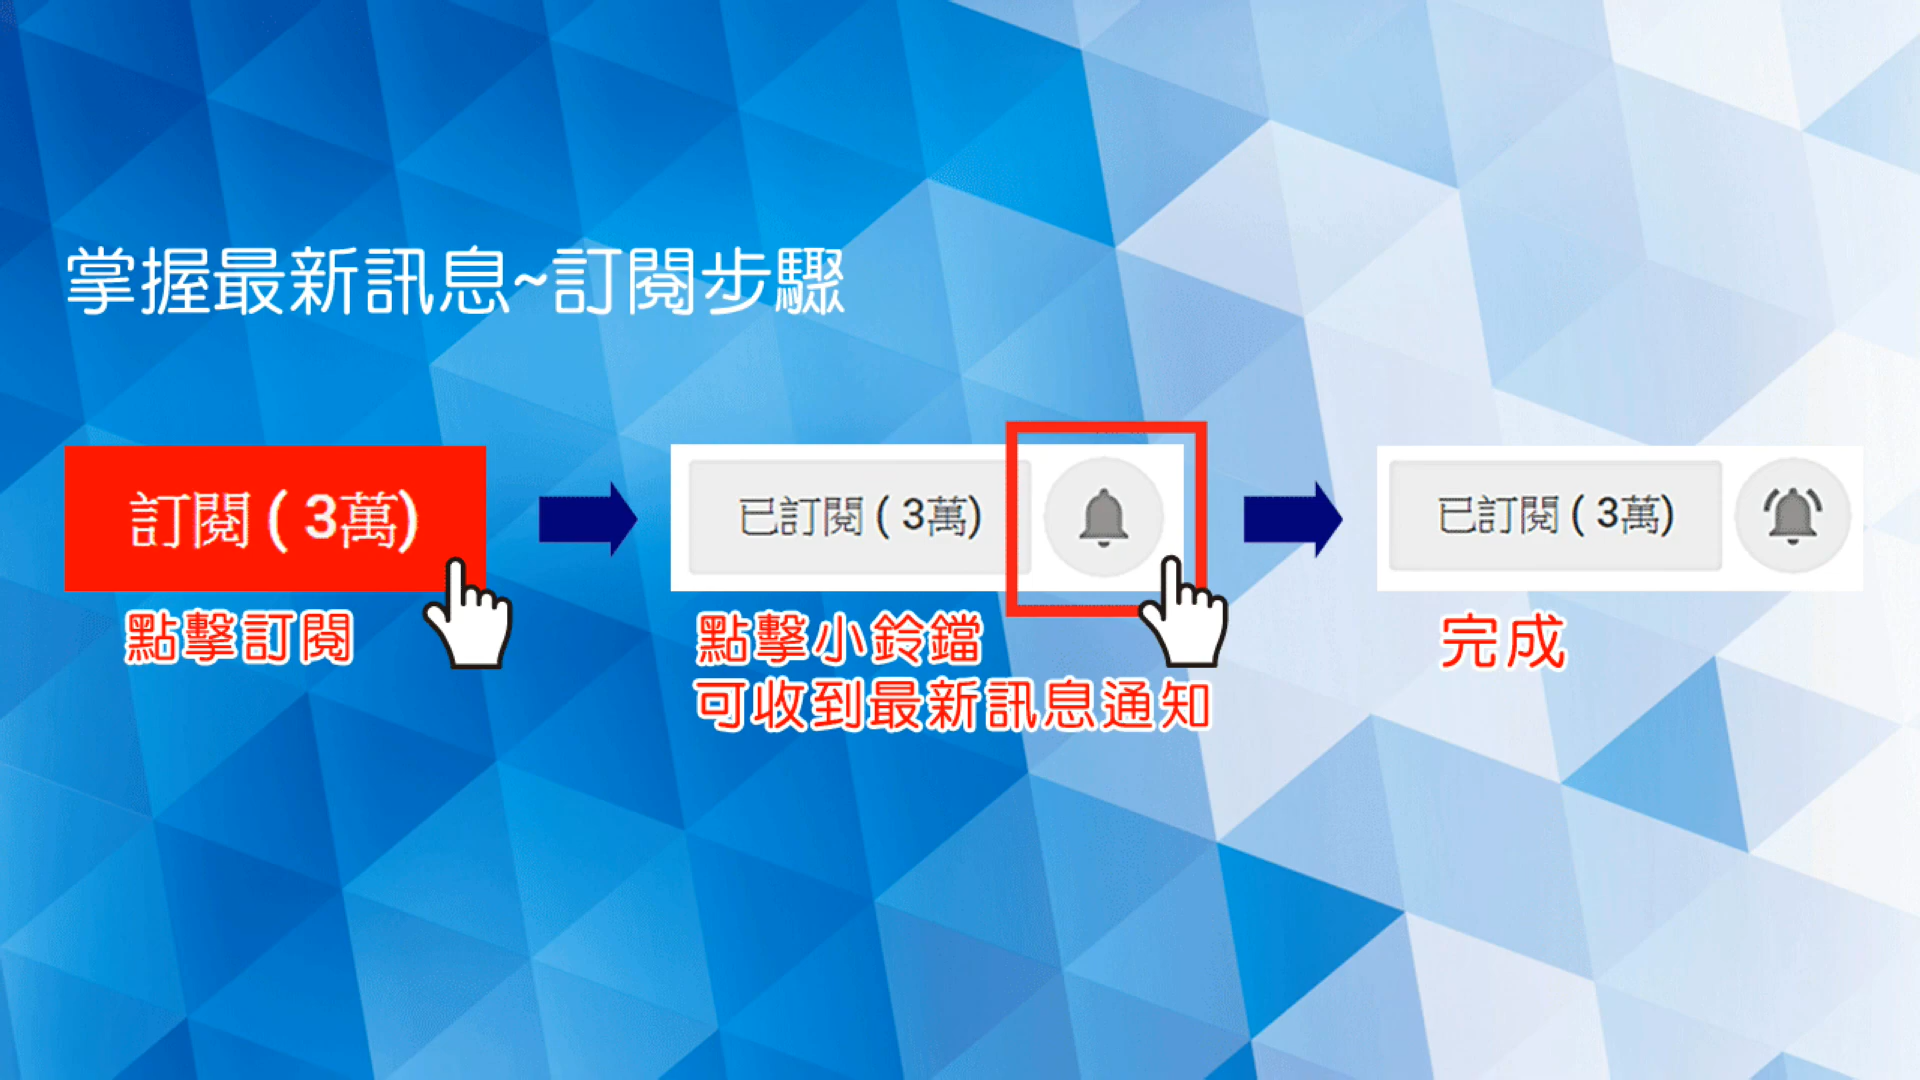 掌握最新訊息~訂閱步驟
訂閱 ( 3萬)
已訂閱 ( 3萬)
已訂閱 ( 3萬)
點擊訂閱
點擊小鈴鐺
可收到最新訊息通知
完成